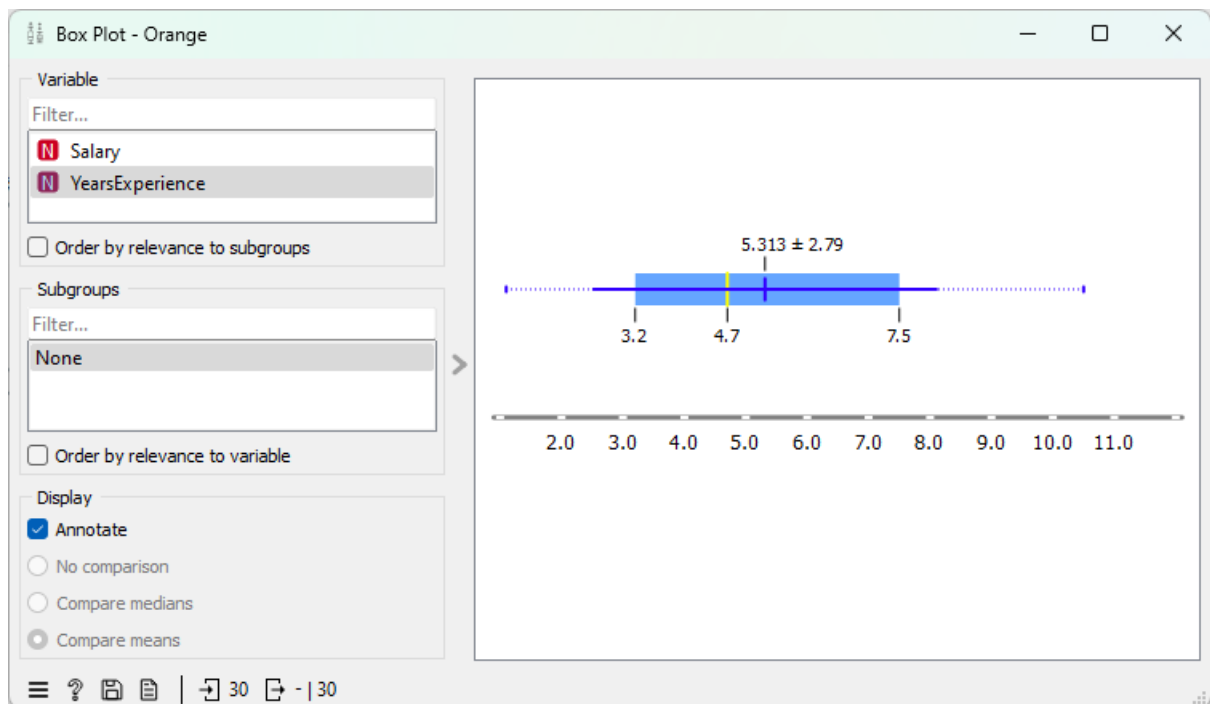 Box Plot - Orange
Variable
Filter...
N Salary
N YearsExperience
Order by relevance to subgroups
Subgroups
Filter...
None
Order by relevance to variable
Display
Annotate
No comparison
Compare medians
Compare means
30 - | 30
5.313 ± 2.79
3.2 4.7 7.5
2.0 3.0 4.0 5.0 6.0 7.0 8.0 9.0 10.0 11.0